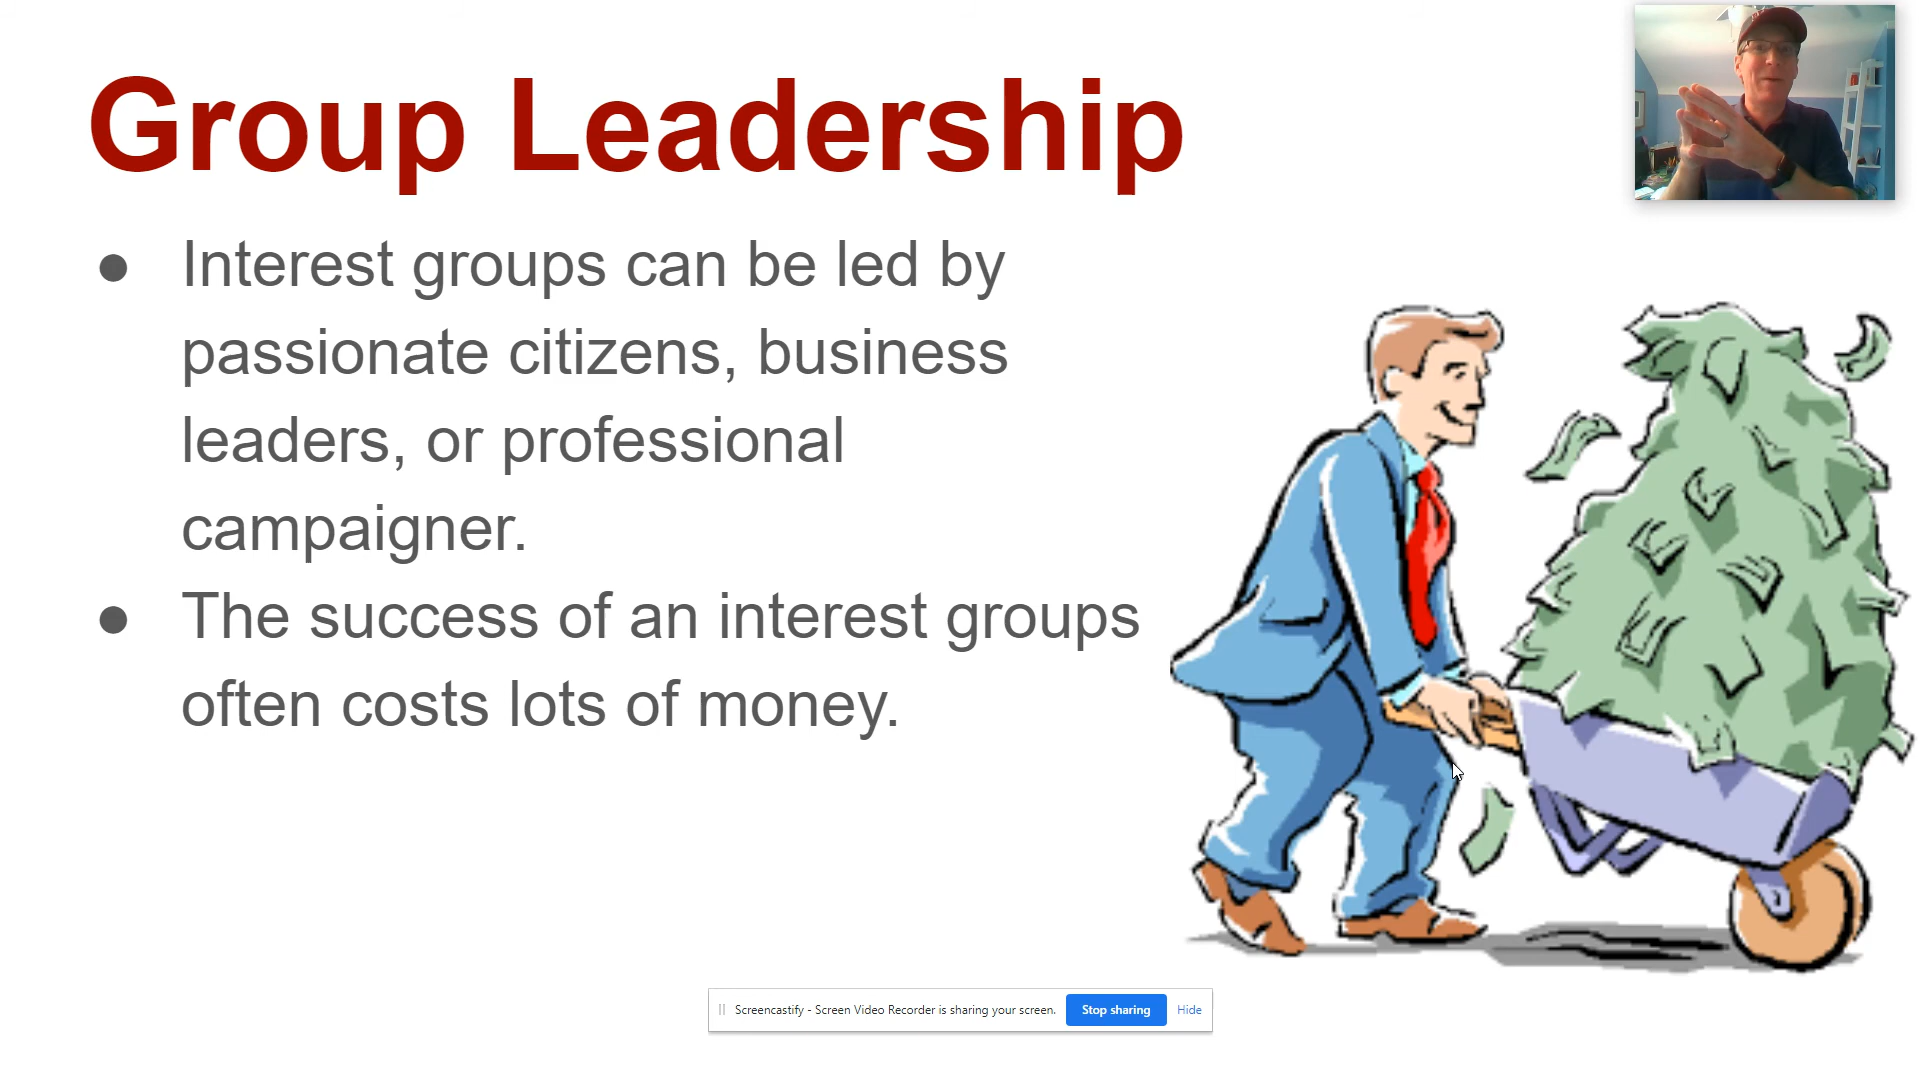 Group Leadership
● Interest groups can be led by
passionate citizens, business
leaders, or professional
campaigner.
● The success of an interest groups
often costs lots of money.
Screencastify - Screen Video Recorder is sharing your screen. Stop sharing Hide